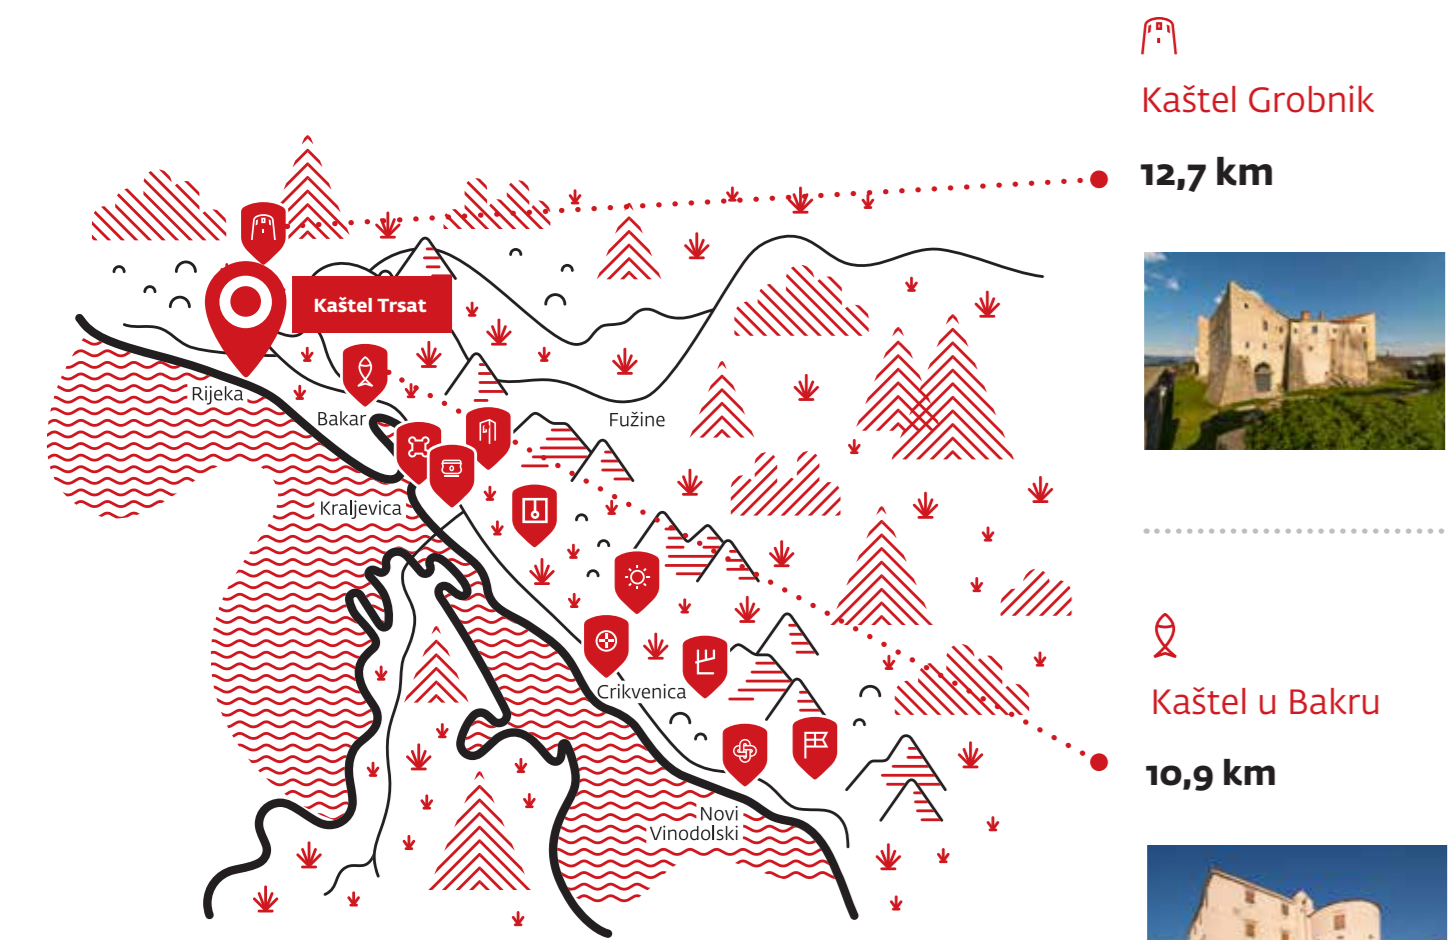 Kaštel Grobnik
12,7 km
Kaštel Trsat
Rijeka
Bakar
Fužine
Kraljevica
Crikvenica
Novi
Vinodolski
Kaštel u Bakru
10,9 km